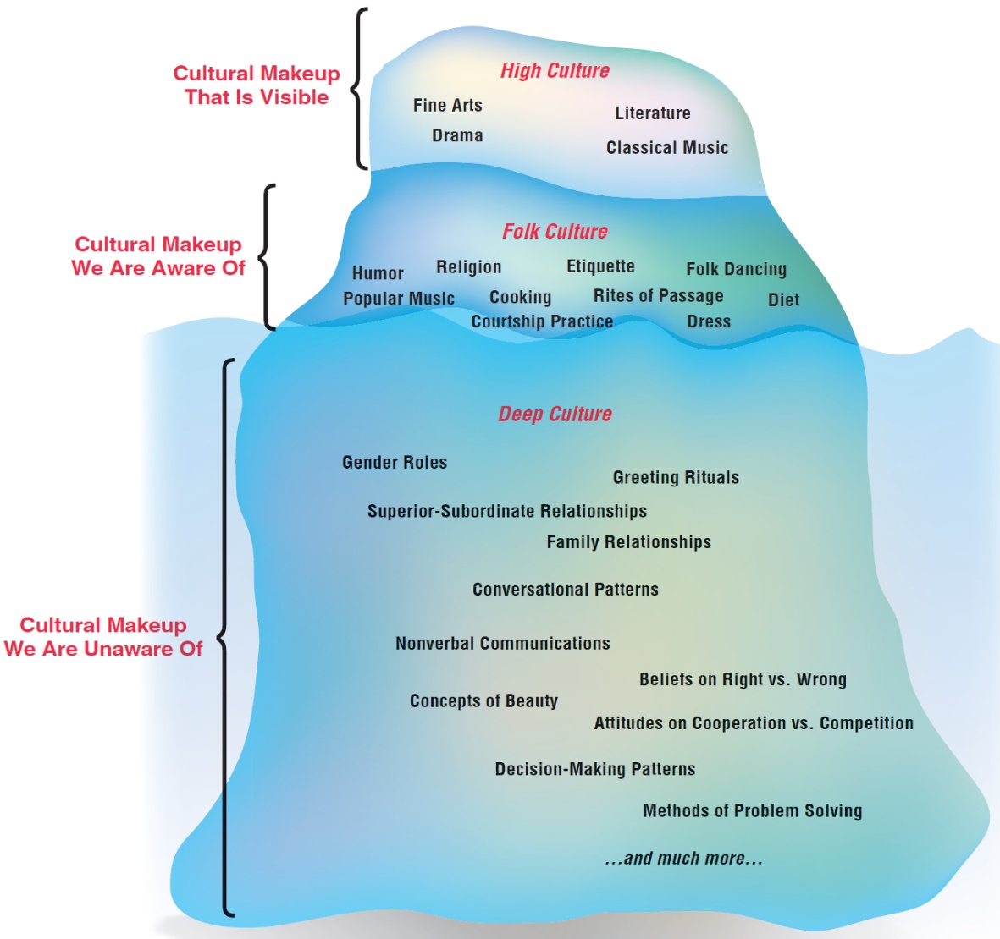 Cultural Makeup
That Is Visible
High Culture
Fine Arts
Literature
Drama
Classical Music
Cultural Makeup
We Are Aware Of
Folk Culture
Humor
Religion
Etiquette
Folk Dancing
Popular Music
Cooking
Rites of Passage
Diet
Courtship Practice
Dress
Cultural Makeup
We Are Unaware Of
Deep Culture
Gender Roles
Greeting Rituals
Superior-Subordinate Relationships
Family Relationships
Conversational Patterns
Nonverbal Communications
Beliefs on Right vs. Wrong
Concepts of Beauty
Attitudes on Cooperation vs. Competition
Decision-Making Patterns
Methods of Problem Solving
...and much more...